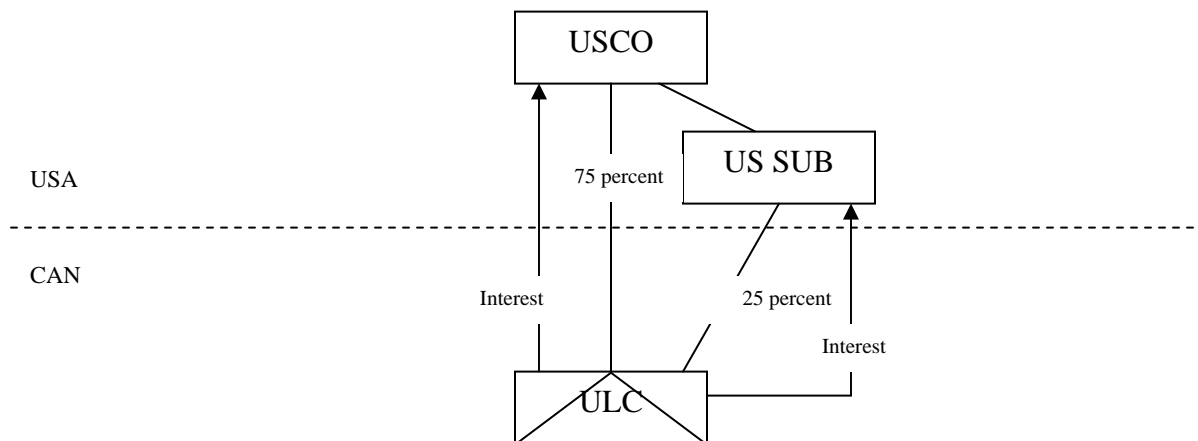 USCO
US SUB
75 percent
USA
CAN
Interest
25 percent
Interest
ULC